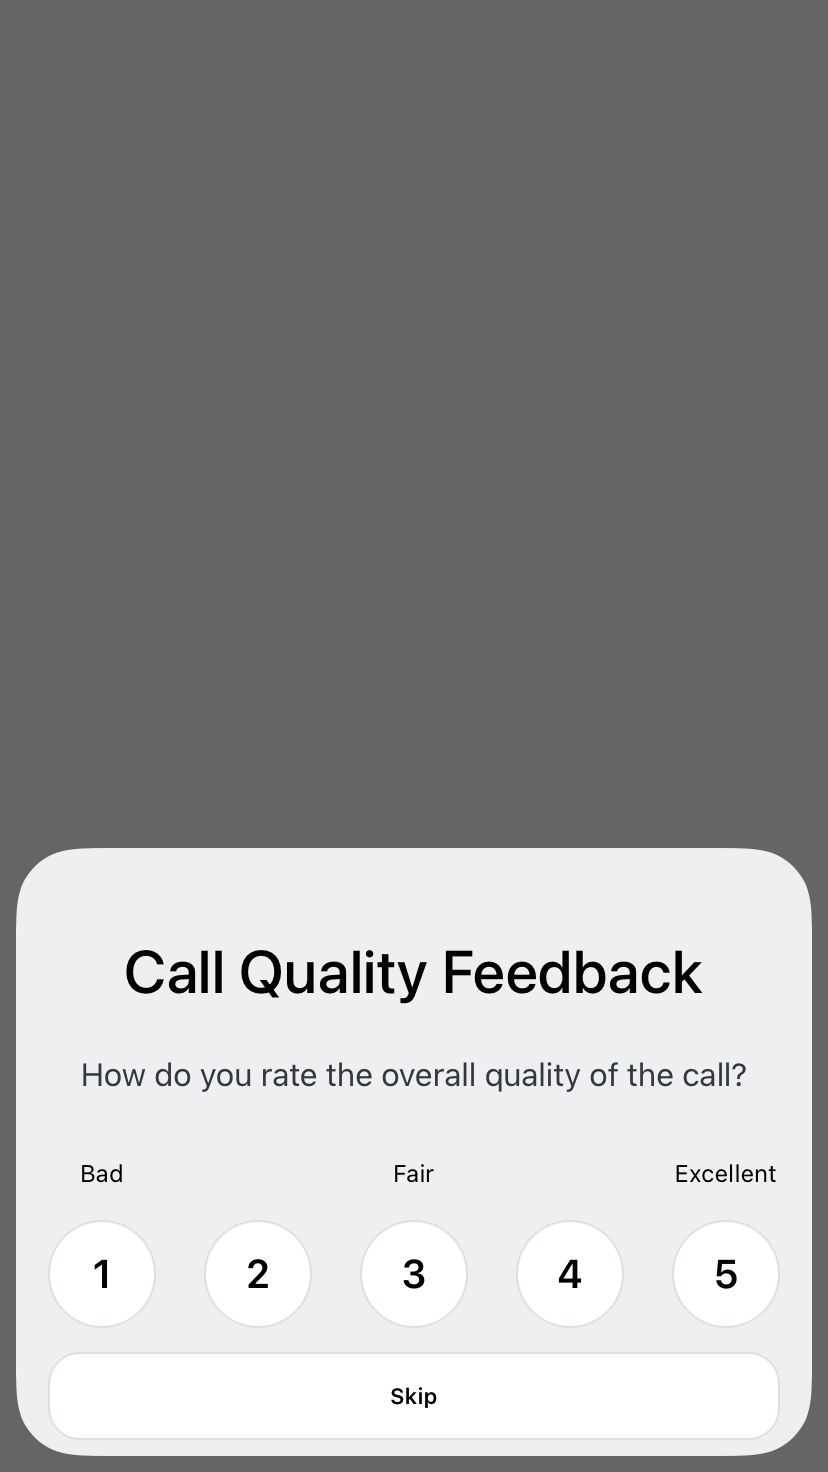 Call Quality Feedback
How do you rate the overall quality of the call?
Bad Fair Excellent
1 2 3 4 5
Skip